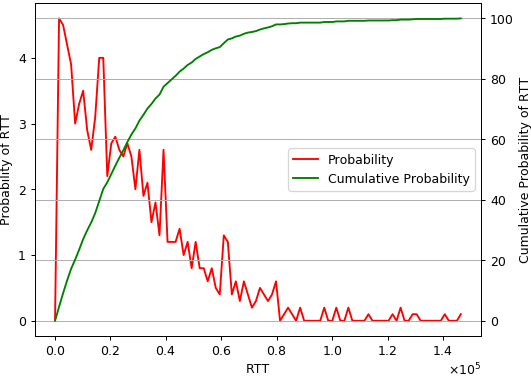 Probability of RTT
4
3
2
1
0
100
80
60
40
20
0
Cumulative Probability of RTT
Probability
Cumulative Probability
0.0 0.2 0.4 0.6 0.8 1.0 1.2 1.4
RTT
×10⁵